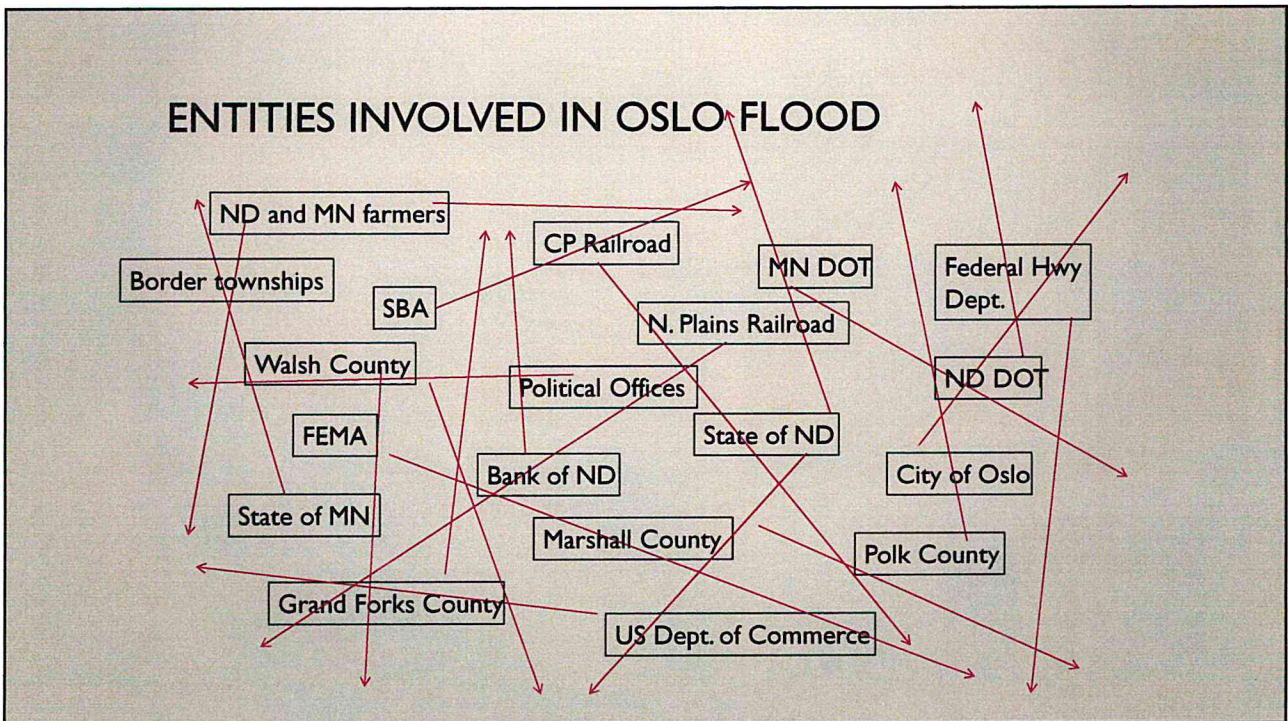 ENTITIES INVOLVED IN OSLO FLOOD
ND and MN farmers
CP Railroad
MN DOT
Federal Hwy
Dept.
Border townships
SBA
N. Plains Railroad
Walsh County
Political Offices
ND DOT
FEMA
State of ND
Bank of ND
City of Oslo
State of MN
Marshall County
Polk County
Grand Forks County
US Dept. of Commerce